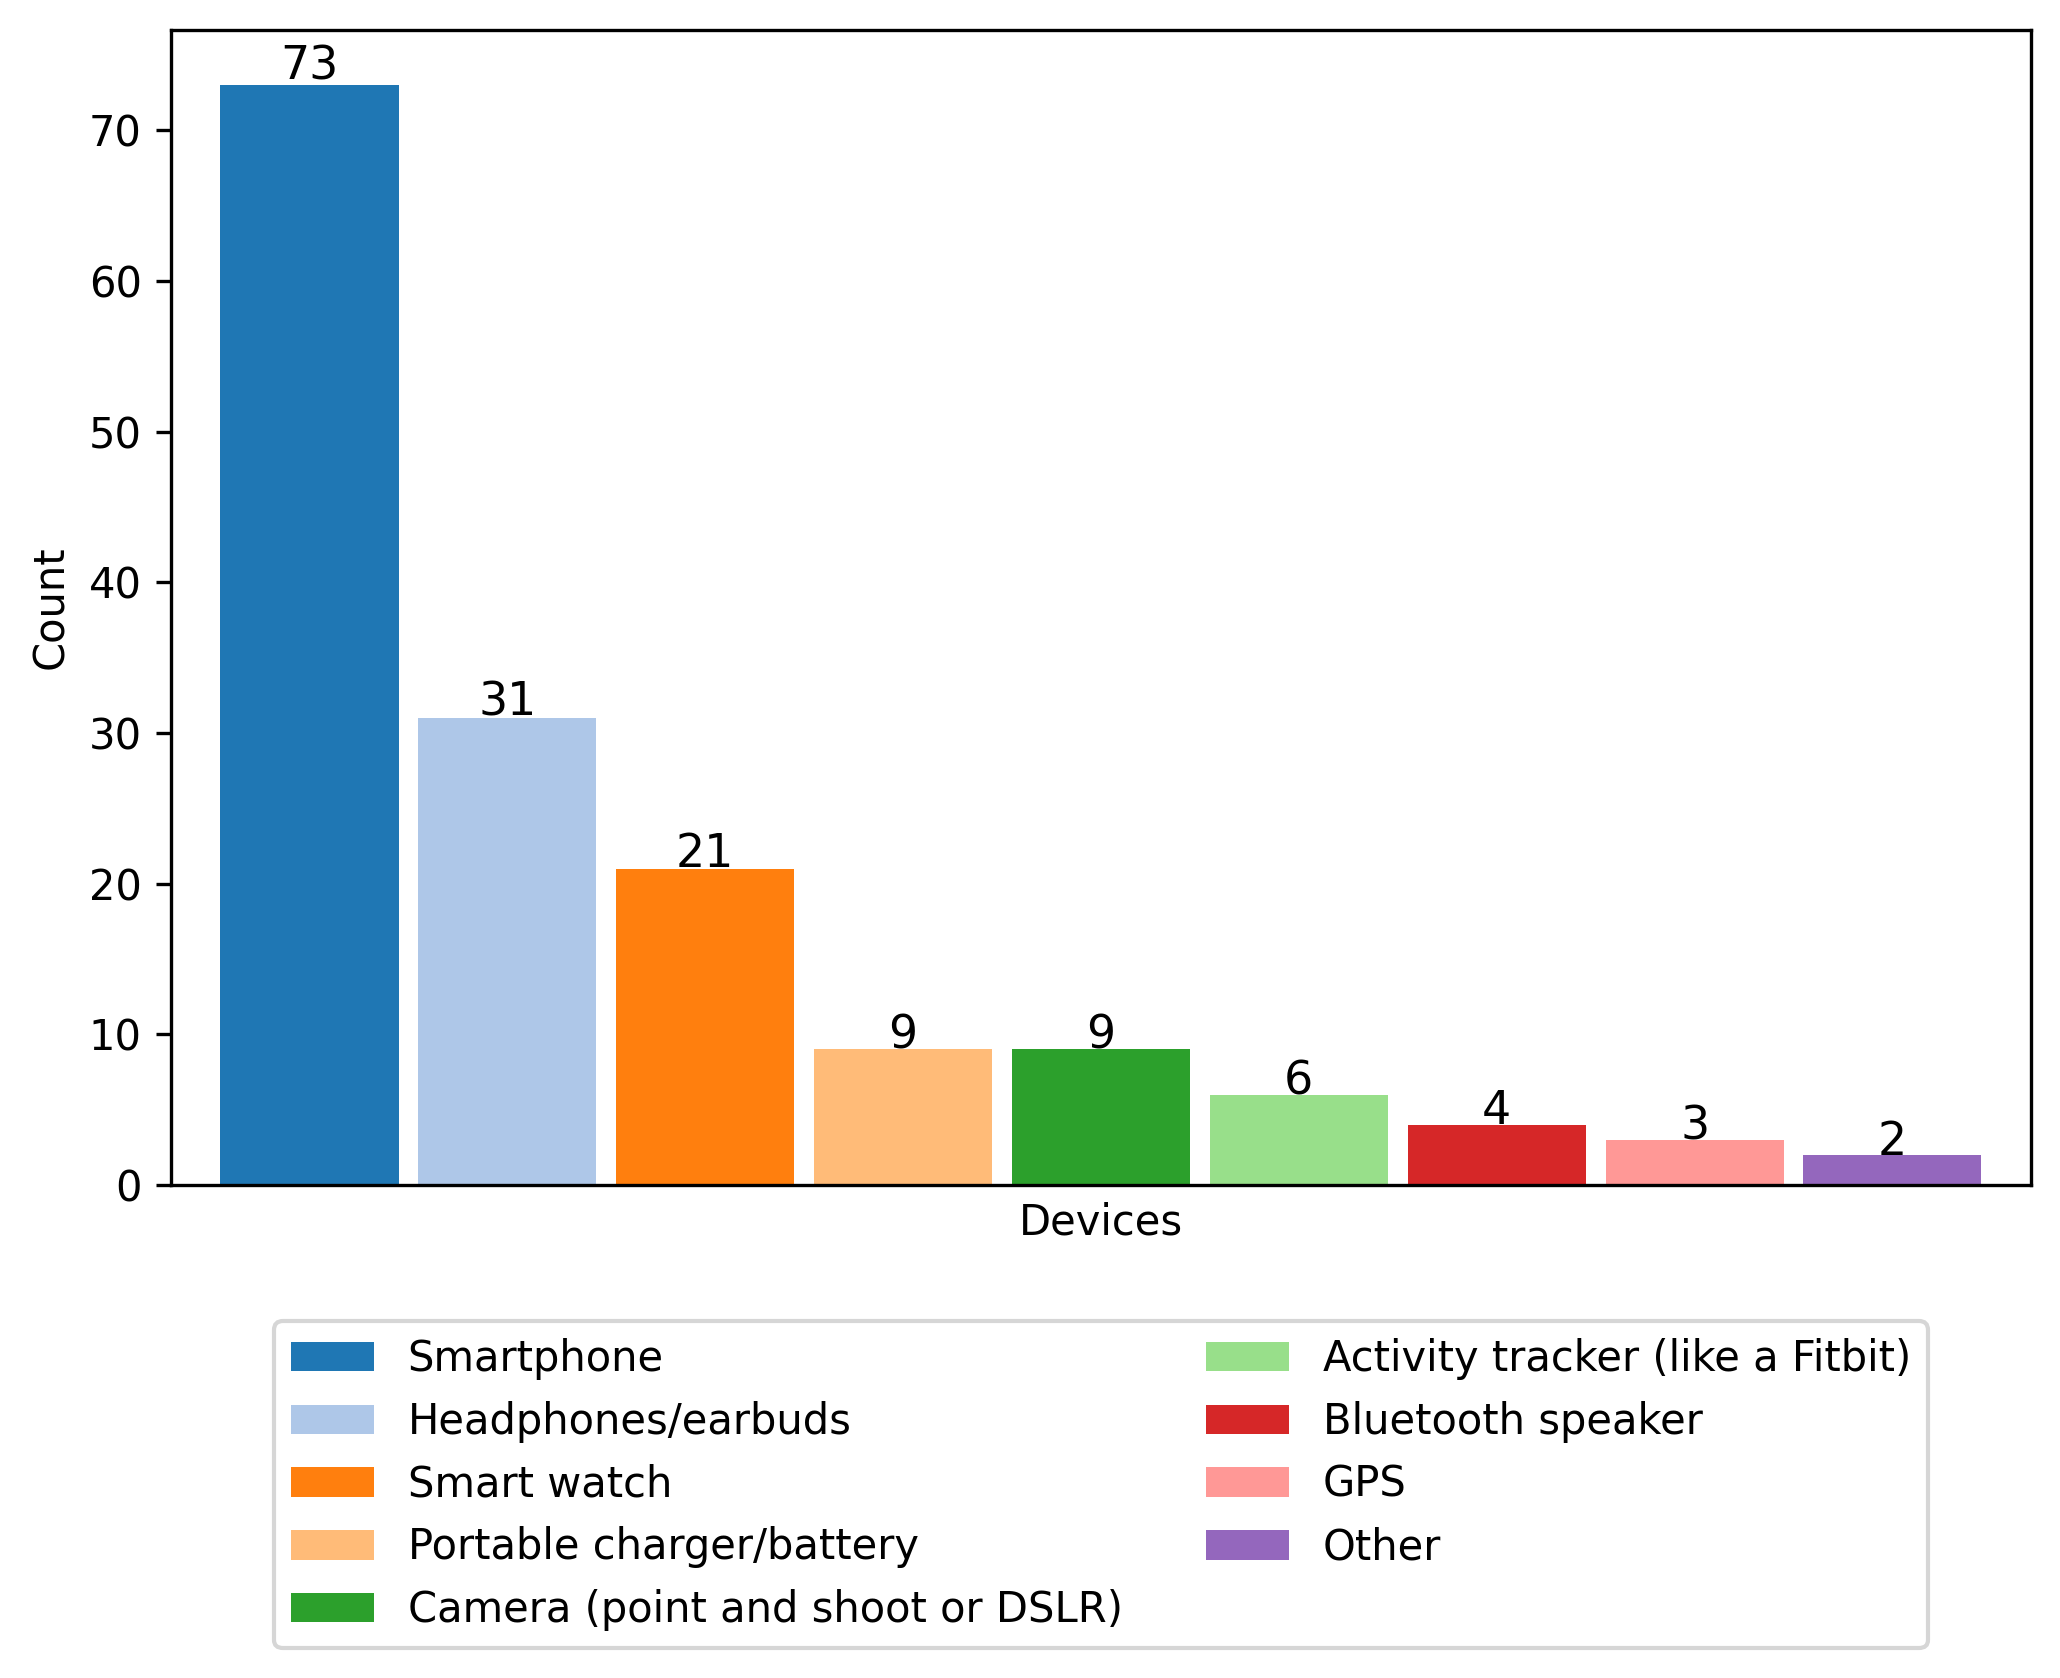 73
70
60
50
40
30
20
10
0
Count
31
21
9
9
6
4
3
2
Devices
Smartphone
Headphones/earbuds
Smart watch
Portable charger/battery
Camera (point and shoot or DSLR)
Activity tracker (like a Fitbit)
Bluetooth speaker
GPS
Other